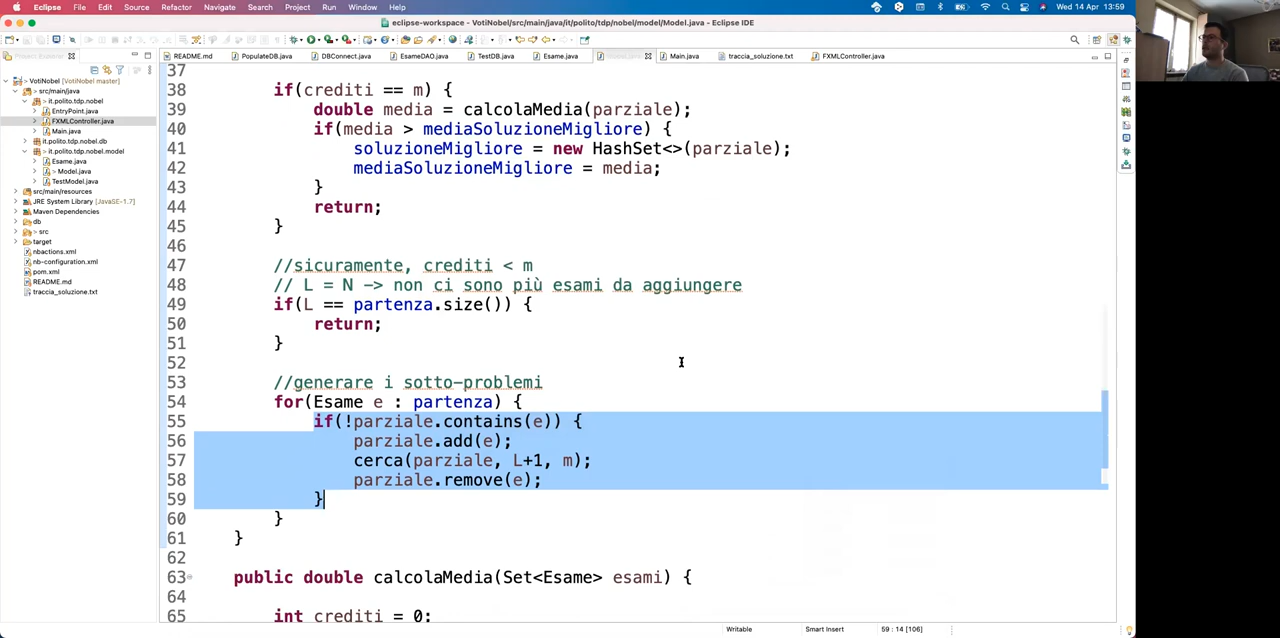 Eclipse File Edit Source Refactor Navigate Search Project Run Window Help
Wed 14 Apr 13:59
eclipse-workspace - VotiNobel/src/main/java/it/polito/tdp/nobel/model/Model.java - Eclipse IDE
README.md PopulateDB.java DBConnect.java EsameDAO.java TestDB.java Esame.java Main.java traccia_soluzione.txt FXMLController.java
VotiNobel [VotiNobel master]
src/main/java
it.polito.tdp.nobel
EntryPoint.java
FXMLController.java
Main.java
it.polito.tdp.nobel.db
> it.polito.tdp.nobel.model
Esame.java
> Model.java
TestModel.java
src/main/resources
JRE System Library [JavaSE-1.7]
Maven Dependencies
db
> src
target
nbactions.xml
nb-configuration.xml
pom.xml
README.md
traccia_soluzione.txt
37
38 if(crediti == m) {
39 double media = calcolaMedia(parziale);
40 if(media > mediaSoluzioneMigliore) {
41 soluzioneMigliore = new HashSet<>(parziale);
42 mediaSoluzioneMigliore = media;
43 }
44 return;
45 }
46
47 //sicuramente, crediti < m
48 // L = N -> non ci sono più esami da aggiungere
49 if(L == partenza.size()) {
50 return;
51 }
52
53 //generare i sotto-problemi
54 for(Esame e : partenza) {
55 if(!parziale.contains(e)) {
56 parziale.add(e);
57 cerca(parziale, L+1, m);
58 parziale.remove(e);
59 }
60 }
61 }
62
63 public double calcolaMedia(Set<Esame> esami) {
64
65 int crediti = 0;
Writable Smart Insert 59 : 14 [106]